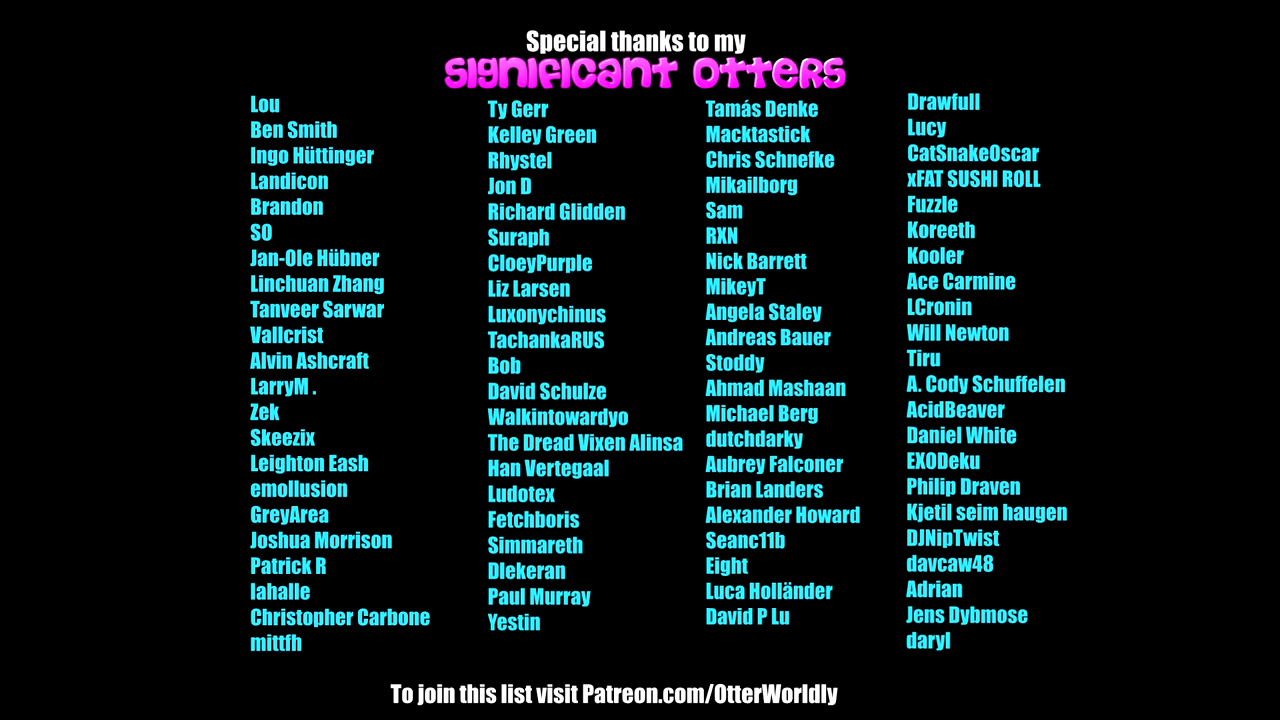 Special thanks to my
Significant Otters
Lou
Ben Smith
Ingo Hüttinger
Landicon
Brandon
SO
Jan-Ole Hübner
Linchuan Zhang
Tanveer Sarwar
Vallcrist
Alvin Ashcraft
LarryM .
Zek
Skeezix
Leighton Eash
emollusion
GreyArea
Joshua Morrison
Patrick R
lahalle
Christopher Carbone
mittfh
Ty Gerr
Kelley Green
Rhystel
Jon D
Richard Glidden
Suraph
CloeyPurple
Liz Larsen
Luxonychinus
TachankaRUS
Bob
David Schulze
Walkintowardyo
The Dread Vixen Alinsa
Han Vertegaal
Ludotex
Fetchboris
Simmareth
Dlekeran
Paul Murray
Yestin
Tamás Denke
Macktastick
Chris Schnefke
Mikailborg
Sam
RXN
Nick Barrett
MikeyT
Angela Staley
Andreas Bauer
Stoddy
Ahmad Mashaan
Michael Berg
dutchdarky
Aubrey Falconer
Brian Landers
Alexander Howard
Seanc11b
Eight
Luca Holländer
David P Lu
Drawfull
Lucy
CatSnakeOscar
xFAT SUSHI ROLL
Fuzzle
Koreeth
Kooler
Ace Carmine
LCronin
Will Newton
Tiru
A. Cody Schuffelen
AcidBeaver
Daniel White
EXODeku
Philip Draven
Kjetil seim haugen
DJNipTwist
davcaw48
Adrian
Jens Dybmose
daryl
To join this list visit Patreon.com/OtterWorldly